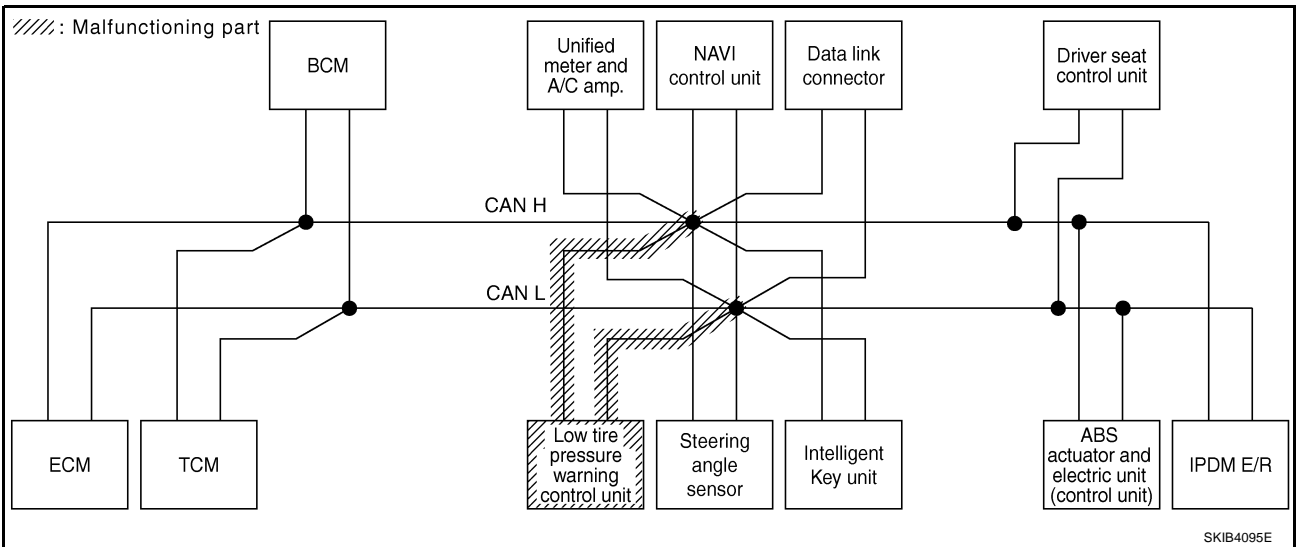 : Malfunctioning part
BCM
Unified
meter and
A/C amp.
NAVI
control unit
Data link
connector
Driver seat
control unit
CAN H
CAN L
ECM
TCM
Low tire
pressure
warning
control unit
Steering
angle
sensor
Intelligent
Key unit
ABS
actuator and
electric unit
(control unit)
IPDM E/R
SKIB4095E